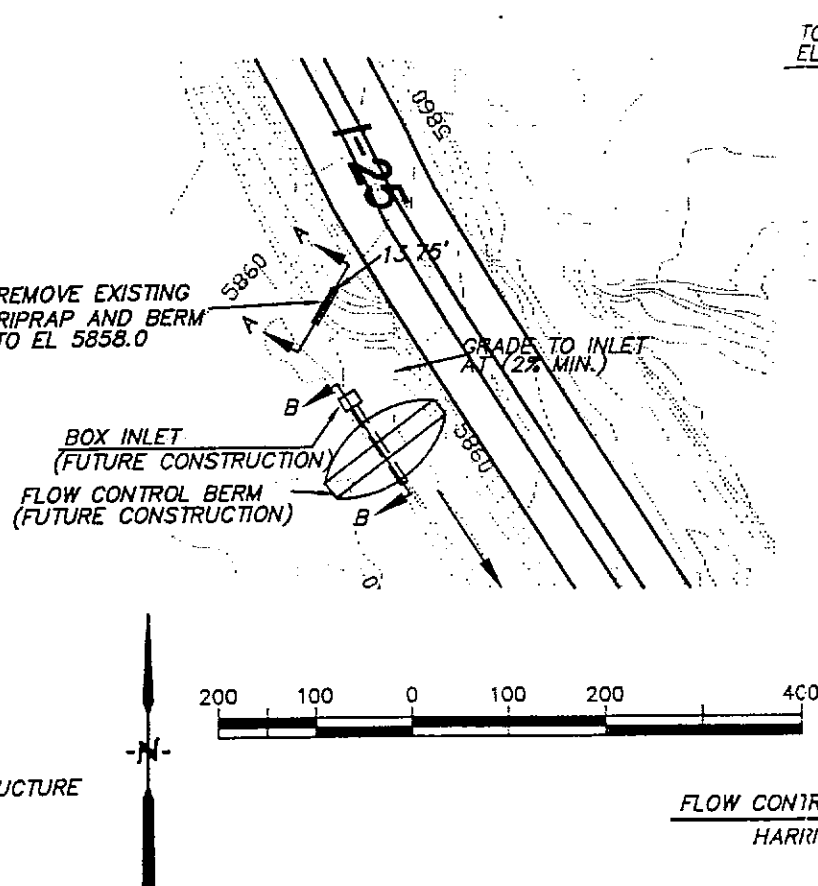 TO
EL
5860
I-25
A
13.75'
5860
REMOVE EXISTING
RIPRAP AND BERM
TO EL 5858.0
A
GRADE TO INLET
AT (2% MIN.)
B
5860
BOX INLET
(FUTURE CONSTRUCTION)
FLOW CONTROL BERM
(FUTURE CONSTRUCTION)
B
200 100 0 100 200 400
-N-
UCTURE
FLOW CONTR
HARRI